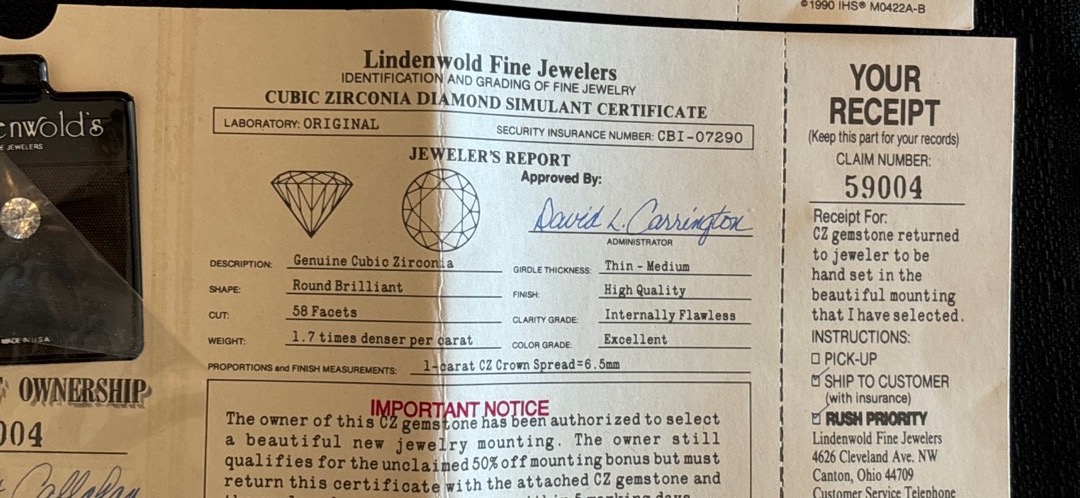 ©1990 IHS® M0422A-B
enwold's
E JEWELERS
MADE IN U.S.A.
OWNERSHIP
004
Callahan
Lindenwold Fine Jewelers
IDENTIFICATION AND GRADING OF FINE JEWELRY
CUBIC ZIRCONIA DIAMOND SIMULANT CERTIFICATE
LABORATORY: ORIGINAL SECURITY INSURANCE NUMBER: CBI-07290
JEWELER'S REPORT
Approved By:
David L. Carrington
ADMINISTRATOR
DESCRIPTION: Genuine Cubic Zirconia
SHAPE: Round Brilliant
CUT: 58 Facets
WEIGHT: 1.7 times denser per carat
GIRDLE THICKNESS: Thin - Medium
FINISH: High Quality
CLARITY GRADE: Internally Flawless
COLOR GRADE: Excellent
PROPORTIONS and FINISH MEASUREMENTS: 1-carat CZ Crown Spread=6.5mm
IMPORTANT NOTICE
The owner of this CZ gemstone has been authorized to select
a beautiful new jewelry mounting. The owner still
qualifies for the unclaimed 50% off mounting bonus but must
return this certificate with the attached CZ gemstone and
5 working days
YOUR
RECEIPT
(Keep this part for your records)
CLAIM NUMBER:
59004
Receipt For:
CZ gemstone returned
to jeweler to be
hand set in the
beautiful mounting
that I have selected.
INSTRUCTIONS:
☐ PICK-UP
☑ SHIP TO CUSTOMER
(with insurance)
☑ RUSH PRIORITY
Lindenwold Fine Jewelers
4626 Cleveland Ave. NW
Canton, Ohio 44709
Customer Service Telephone